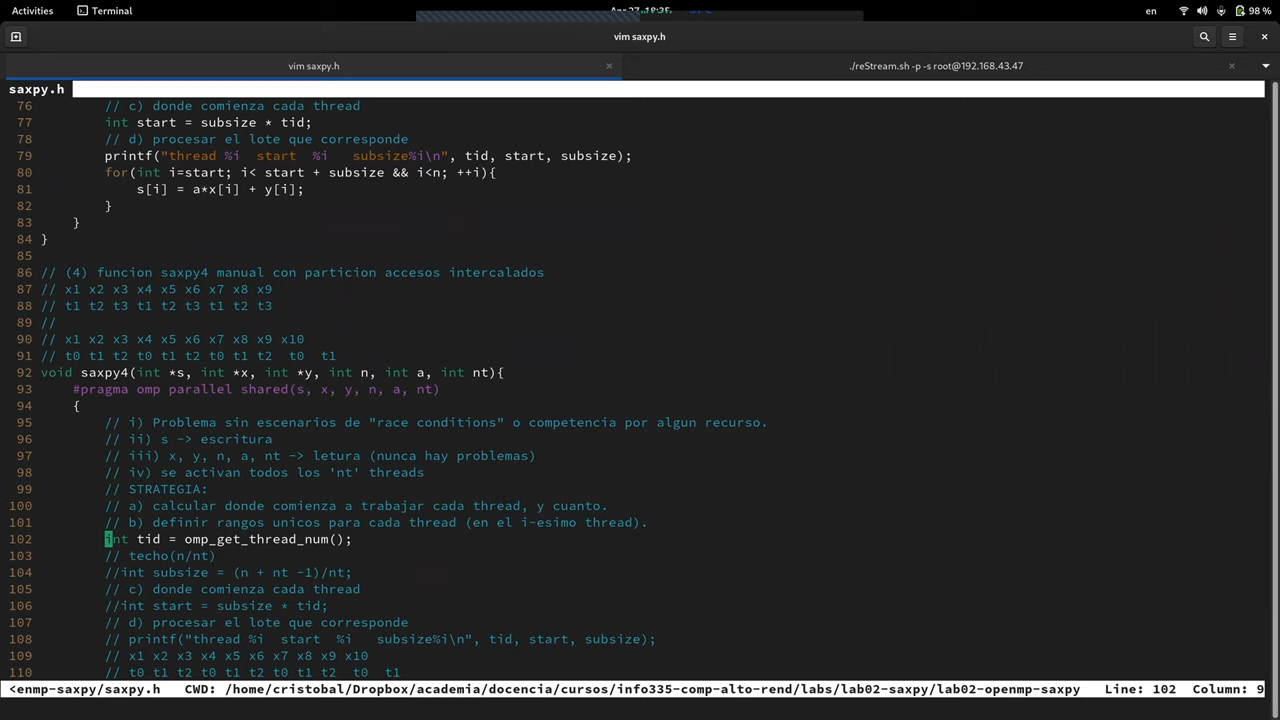 Activities Terminal en 98 %
vim saxpy.h
vim saxpy.h ./reStream.sh -p -s root@192.168.43.47
saxpy.h
76 // c) donde comienza cada thread
77 int start = subsize * tid;
78 // d) procesar el lote que corresponde
79 printf("thread %i  start  %i   subsize%i\n", tid, start, subsize);
80 for(int i=start; i< start + subsize && i<n; ++i){
81 s[i] = a*x[i] + y[i];
82 }
83 }
84 }
85
86 // (4) funcion saxpy4 manual con particion accesos intercalados
87 // x1 x2 x3 x4 x5 x6 x7 x8 x9
88 // t1 t2 t3 t1 t2 t3 t1 t2 t3
89 //
90 // x1 x2 x3 x4 x5 x6 x7 x8 x9 x10
91 // t0 t1 t2 t0 t1 t2 t0 t1 t2  t0  t1
92 void saxpy4(int *s, int *x, int *y, int n, int a, int nt){
93 #pragma omp parallel shared(s, x, y, n, a, nt)
94 {
95 // i) Problema sin escenarios de "race conditions" o competencia por algun recurso.
96 // ii) s -> escritura
97 // iii) x, y, n, a, nt -> letura (nunca hay problemas)
98 // iv) se activan todos los 'nt' threads
99 // STRATEGIA:
100 // a) calcular donde comienza a trabajar cada thread, y cuanto.
101 // b) definir rangos unicos para cada thread (en el i-esimo thread).
102 int tid = omp_get_thread_num();
103 // techo(n/nt)
104 //int subsize = (n + nt -1)/nt;
105 // c) donde comienza cada thread
106 //int start = subsize * tid;
107 // d) procesar el lote que corresponde
108 // printf("thread %i  start  %i   subsize%i\n", tid, start, subsize);
109 // x1 x2 x3 x4 x5 x6 x7 x8 x9 x10
110 // t0 t1 t2 t0 t1 t2 t0 t1 t2  t0  t1
<enmp-saxpy/saxpy.h CWD: /home/cristobal/Dropbox/academia/docencia/cursos/info335-comp-alto-rend/labs/lab02-saxpy/lab02-openmp-saxpy Line: 102 Column: 9